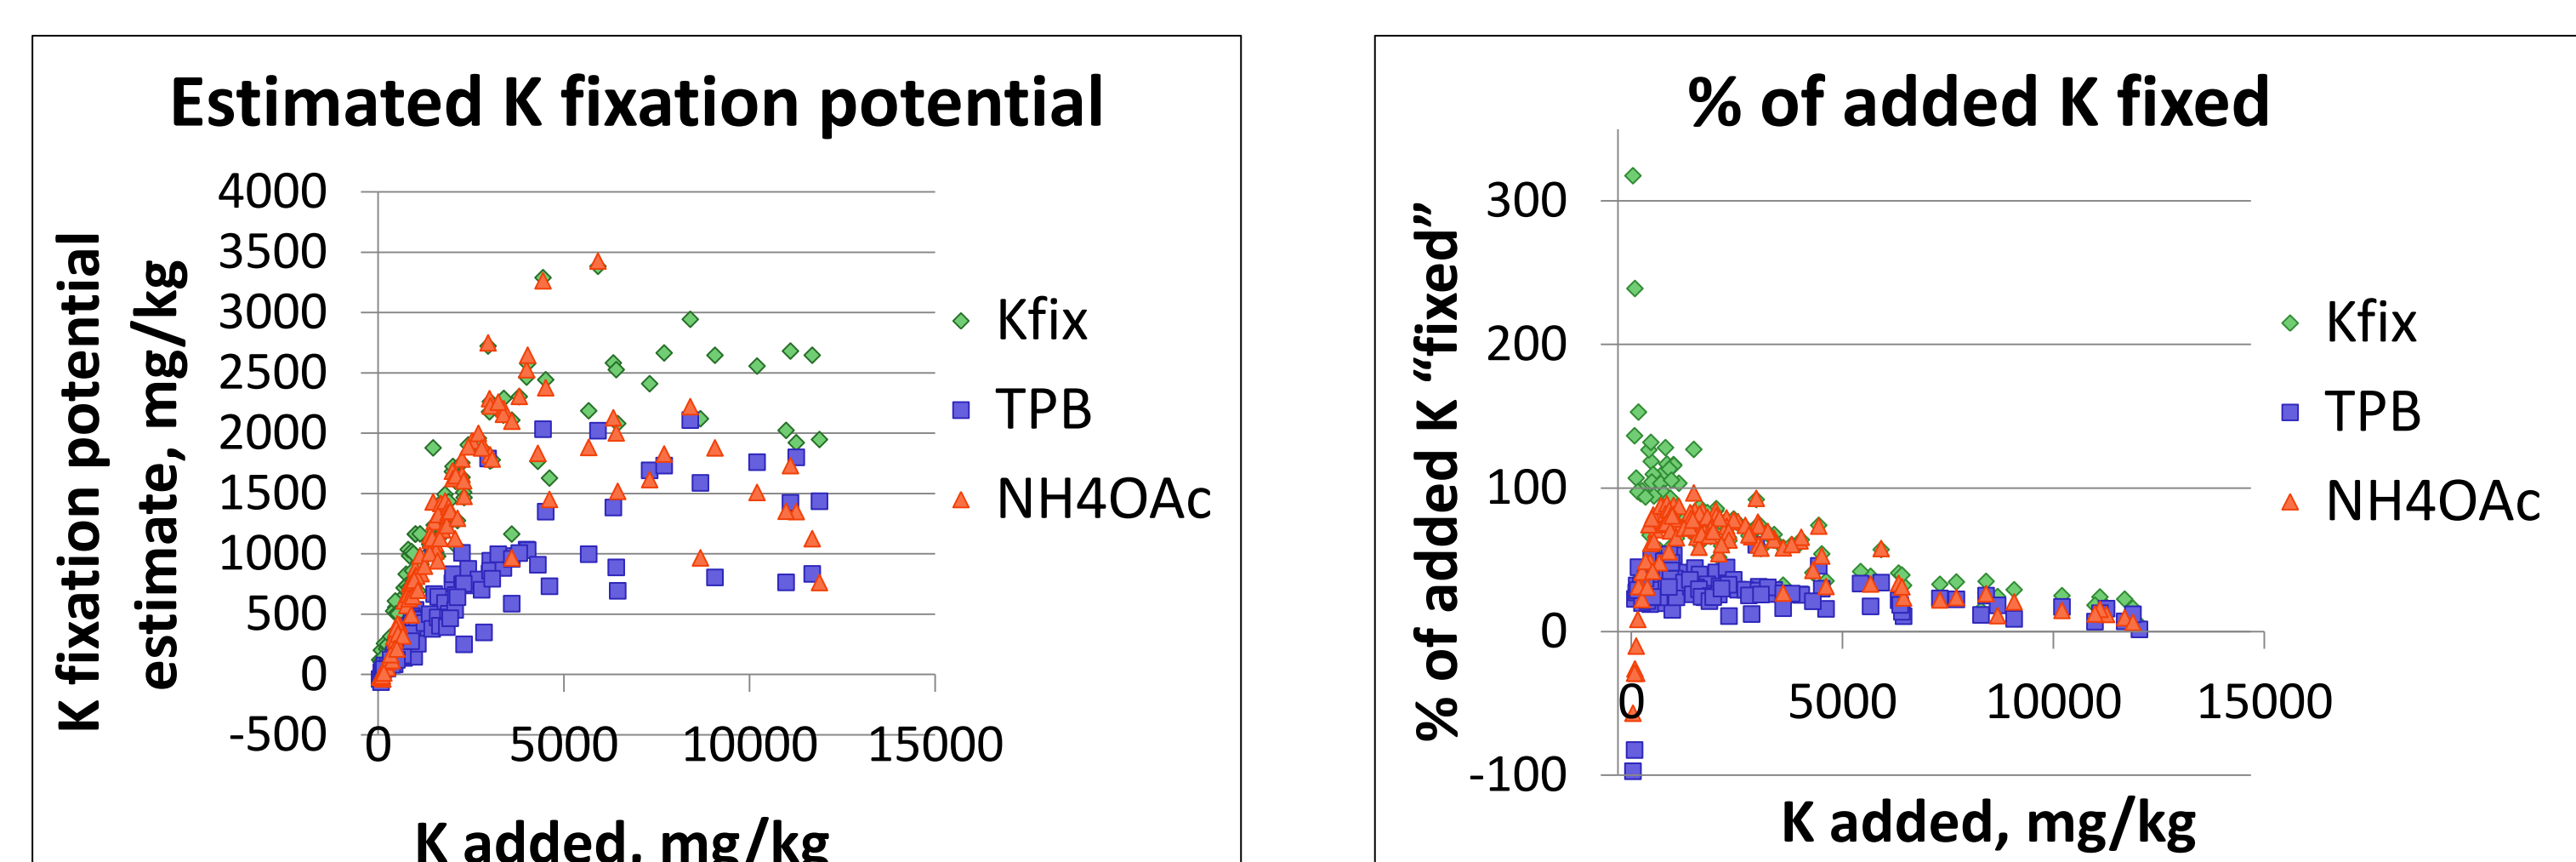 Estimated K fixation potential
K fixation potential
estimate, mg/kg
4000
3500
3000
2500
2000
1500
1000
500
0
-500
0 5000 10000 15000
K added, mg/kg
Kfix
TPB
NH4OAc
% of added K fixed
% of added K “fixed”
300
200
100
0
-100
0 5000 10000 15000
K added, mg/kg
Kfix
TPB
NH4OAc